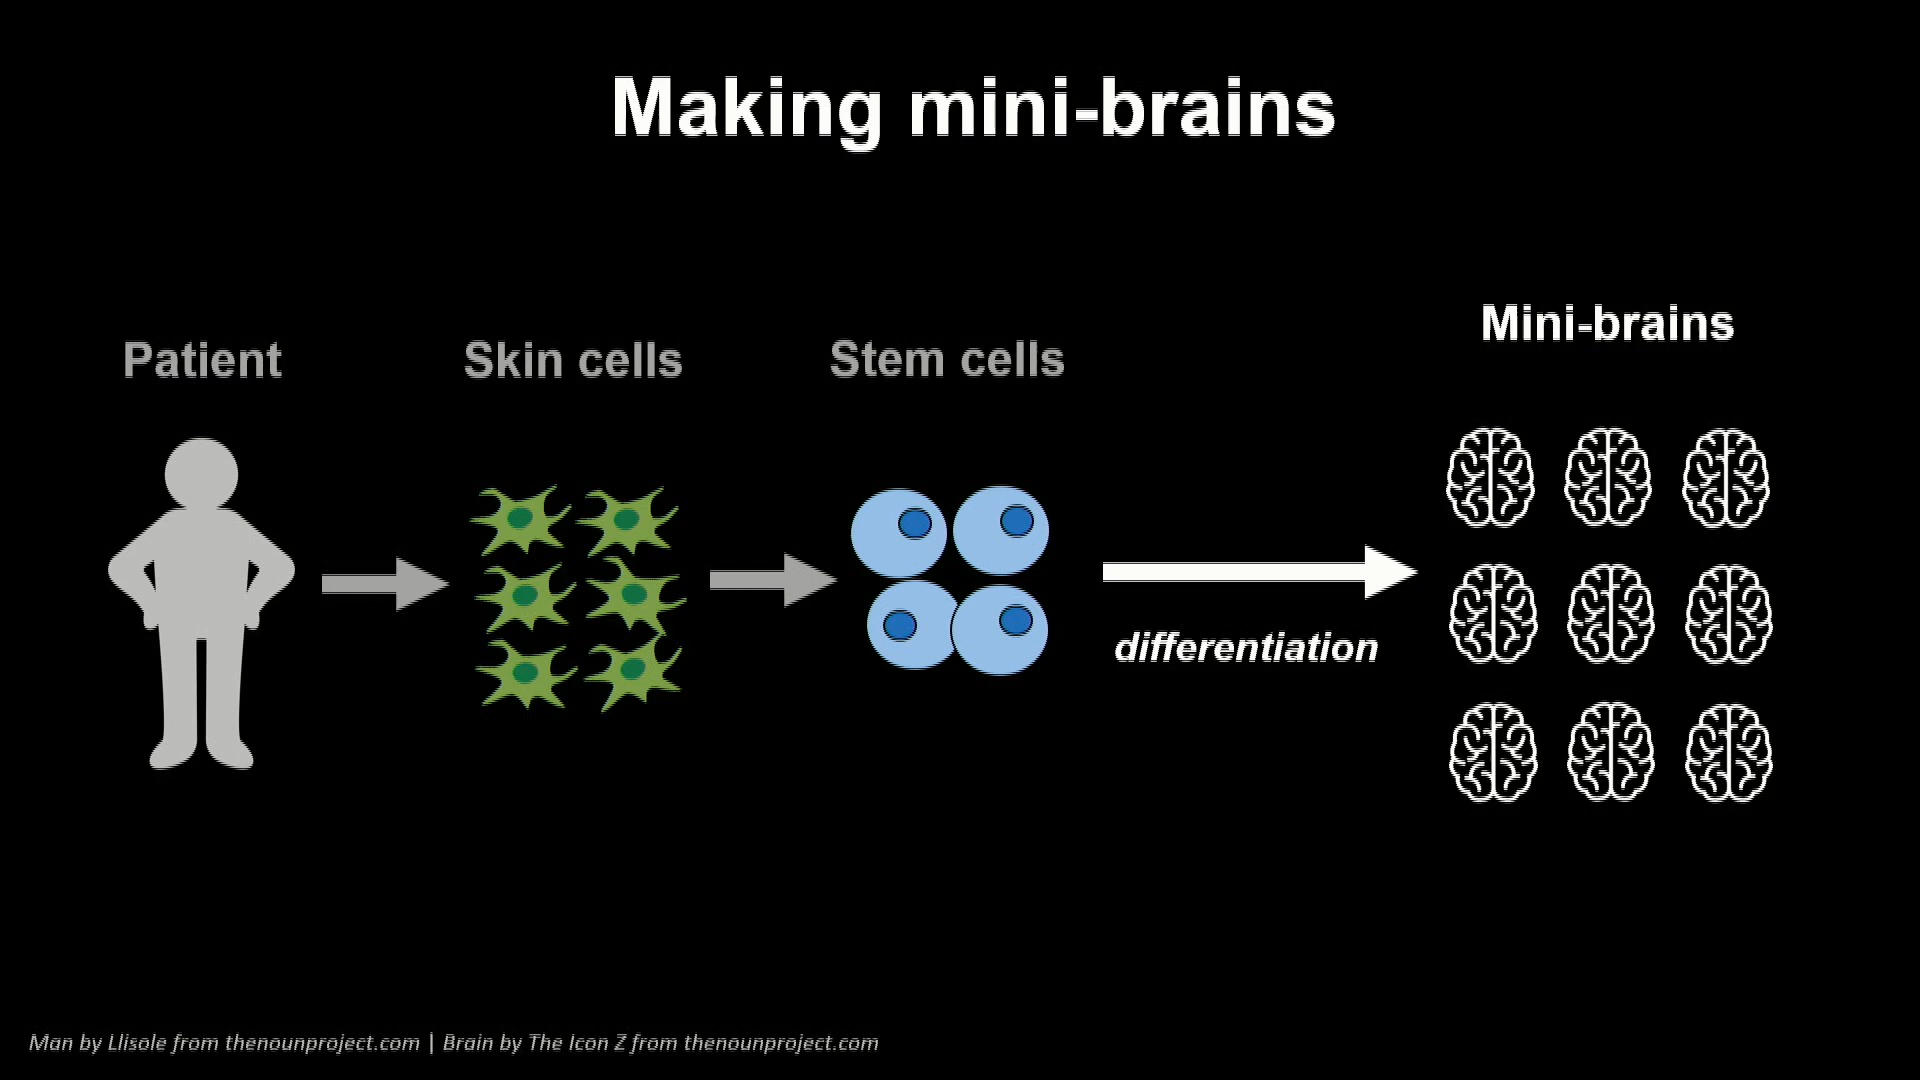 Making mini-brains
Patient
Skin cells
Stem cells
Mini-brains
differentiation
Man by Llisole from thenounproject.com | Brain by The Icon Z from thenounproject.com